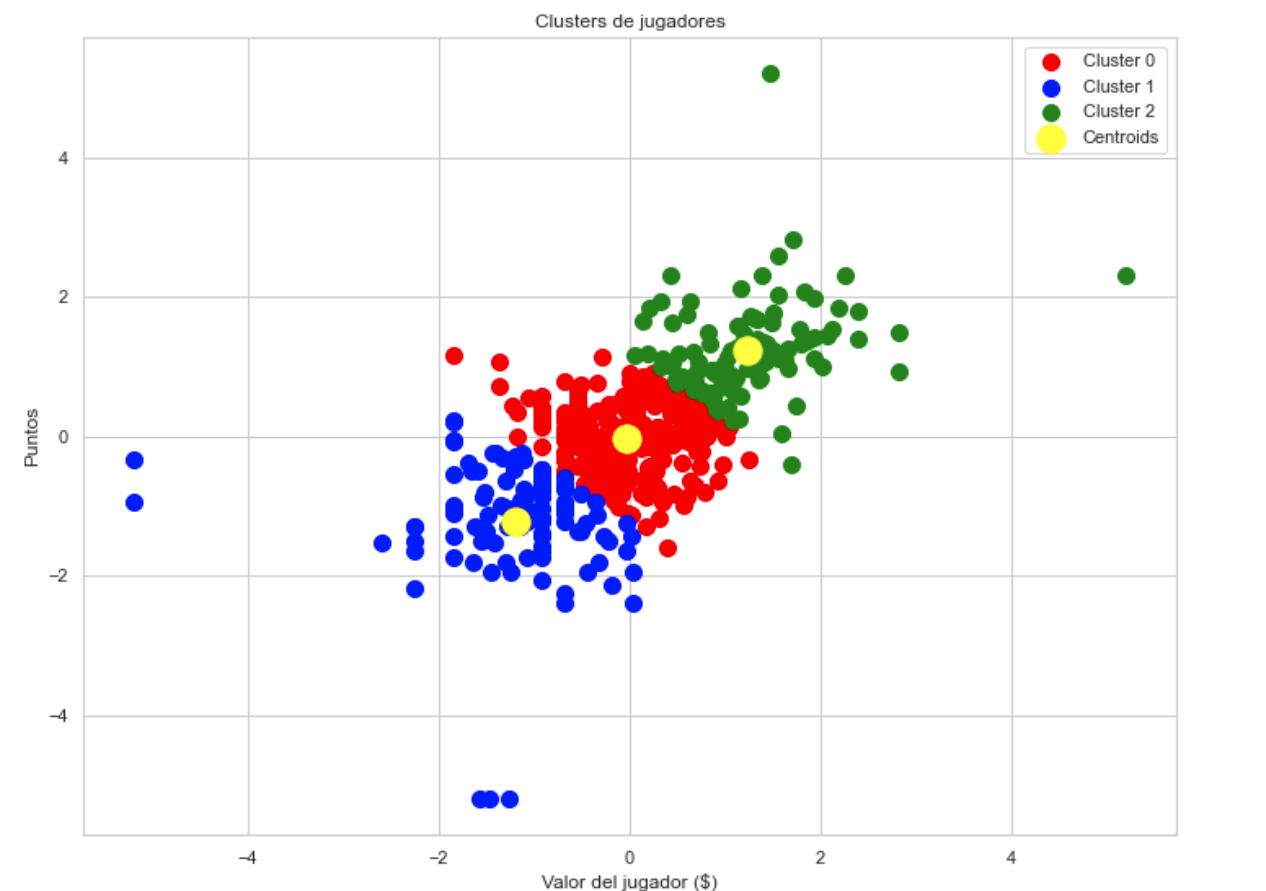 Clusters de jugadores
Cluster 0
Cluster 1
Cluster 2
Centroids
4
2
0
−2
−4
Puntos
−4
−2
0
2
4
Valor del jugador ($)